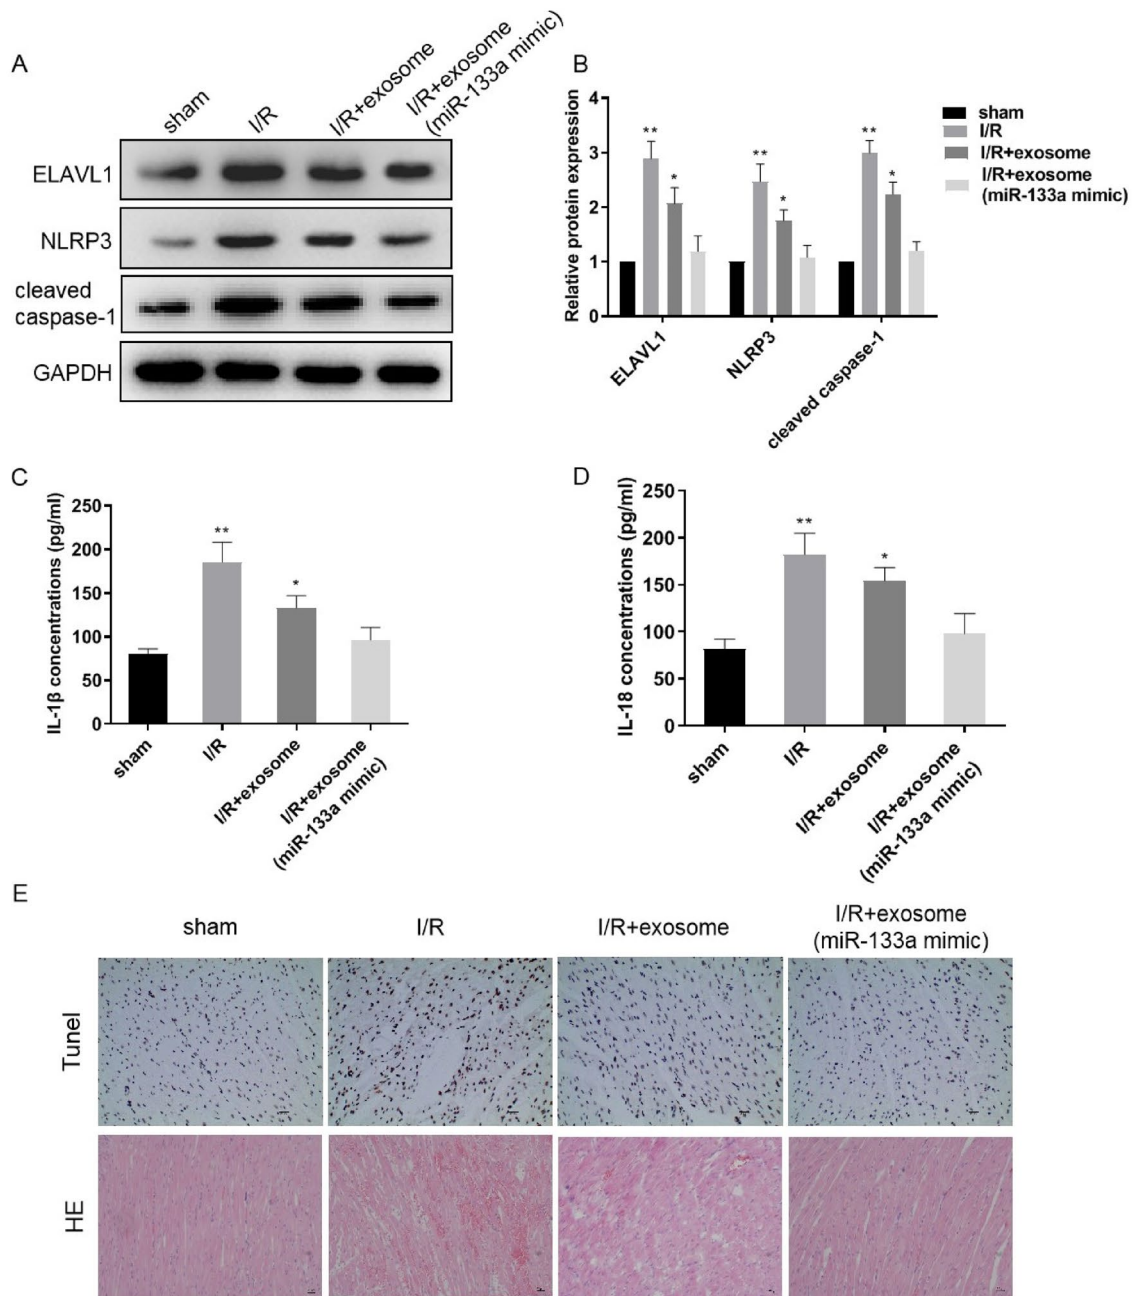 A
sham
I/R
I/R+exosome
I/R+exosome
(miR-133a mimic)
ELAVL1
NLRP3
cleaved
caspase-1
GAPDH
B
Relative protein expression
4
3
2
1
0
**
*
**
*
**
*
ELAVL1
NLRP3
cleaved caspase-1
sham
I/R
I/R+exosome
I/R+exosome
(miR-133a mimic)
C
IL-1β concentrations (pg/ml)
250
200
150
100
50
0
**
*
sham
I/R
I/R+exosome
I/R+exosome
(miR-133a mimic)
D
IL-18 concentrations (pg/ml)
250
200
150
100
50
0
**
*
sham
I/R
I/R+exosome
I/R+exosome
(miR-133a mimic)
E
sham
I/R
I/R+exosome
I/R+exosome
(miR-133a mimic)
Tunel
HE